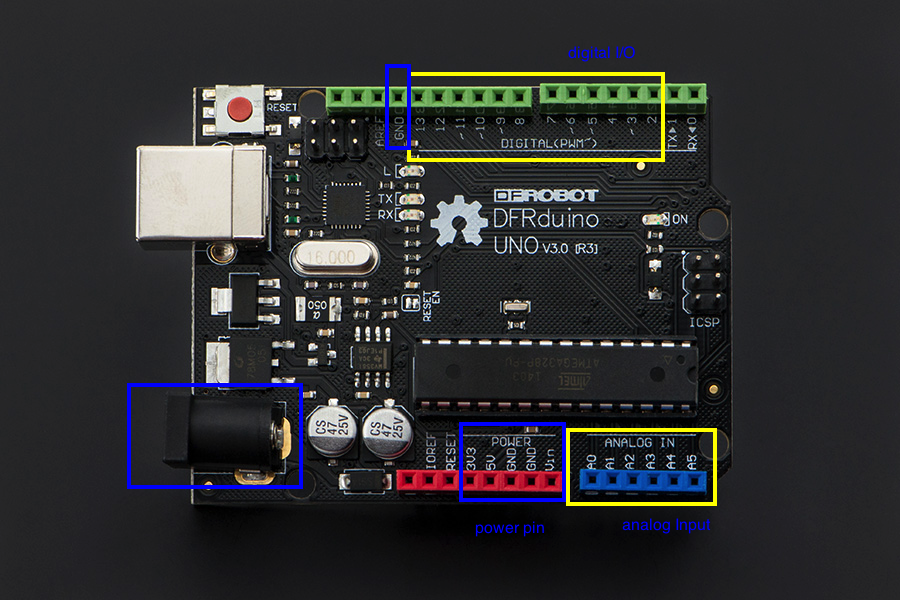 digital I/O
RESET
AREF
GND
13
12
~11
~10
~9
8
7
~6
~5
4
~3
2
TX▶1
RX◀0
DIGITAL(PWM~)
L
TX
RX
DFROBOT
DFRduino
UNO V3.0 [R3]
ON
16.000
050
RESET EN
ICSP
ATMEL
CS
47
25V
CS
47
25V
IOREF
RESET
3V3
5V
GND
GND
Vin
POWER
ANALOG IN
A0
A1
A2
A3
A4
A5
power pin
analog Input